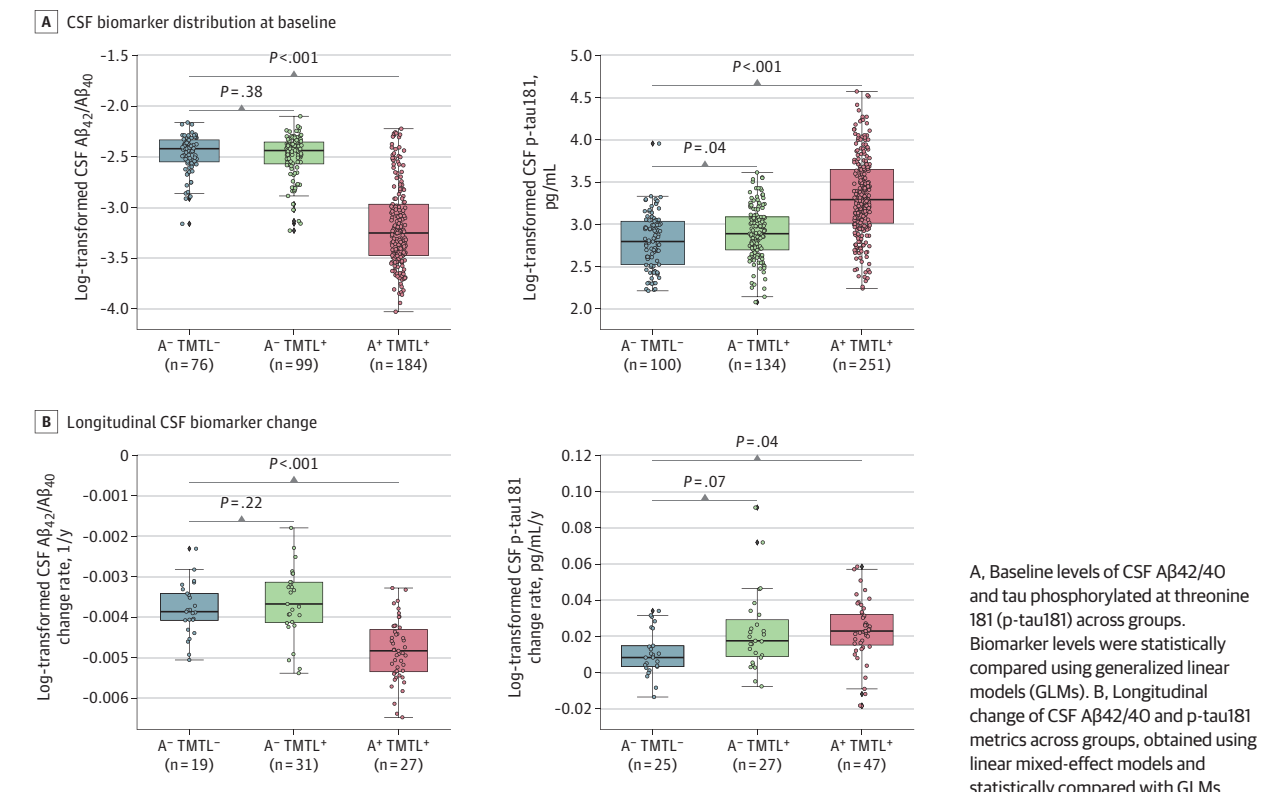 A CSF biomarker distribution at baseline
Log-transformed CSF Aβ42/Aβ40
-1.5
-2.0
-2.5
-3.0
-3.5
-4.0
P<.001
P=.38
A− TMTL−
(n=76)
A− TMTL+
(n=99)
A+ TMTL+
(n=184)
Log-transformed CSF p-tau181,
pg/mL
5.0
4.5
4.0
3.5
3.0
2.5
2.0
P<.001
P=.04
A− TMTL−
(n=100)
A− TMTL+
(n=134)
A+ TMTL+
(n=251)
B Longitudinal CSF biomarker change
Log-transformed CSF Aβ42/Aβ40
change rate, 1/y
0
-0.001
-0.002
-0.003
-0.004
-0.005
-0.006
P<.001
P=.22
A− TMTL−
(n=19)
A− TMTL+
(n=31)
A+ TMTL+
(n=27)
Log-transformed CSF p-tau181
change rate, pg/mL/y
0.12
0.10
0.08
0.06
0.04
0.02
0
-0.02
P=.04
P=.07
A− TMTL−
(n=25)
A− TMTL+
(n=27)
A+ TMTL+
(n=47)
A, Baseline levels of CSF Aβ42/40
and tau phosphorylated at threonine
181 (p-tau181) across groups.
Biomarker levels were statistically
compared using generalized linear
models (GLMs). B, Longitudinal
change of CSF Aβ42/40 and p-tau181
metrics across groups, obtained using
linear mixed-effect models and
statistically compared with GLMs